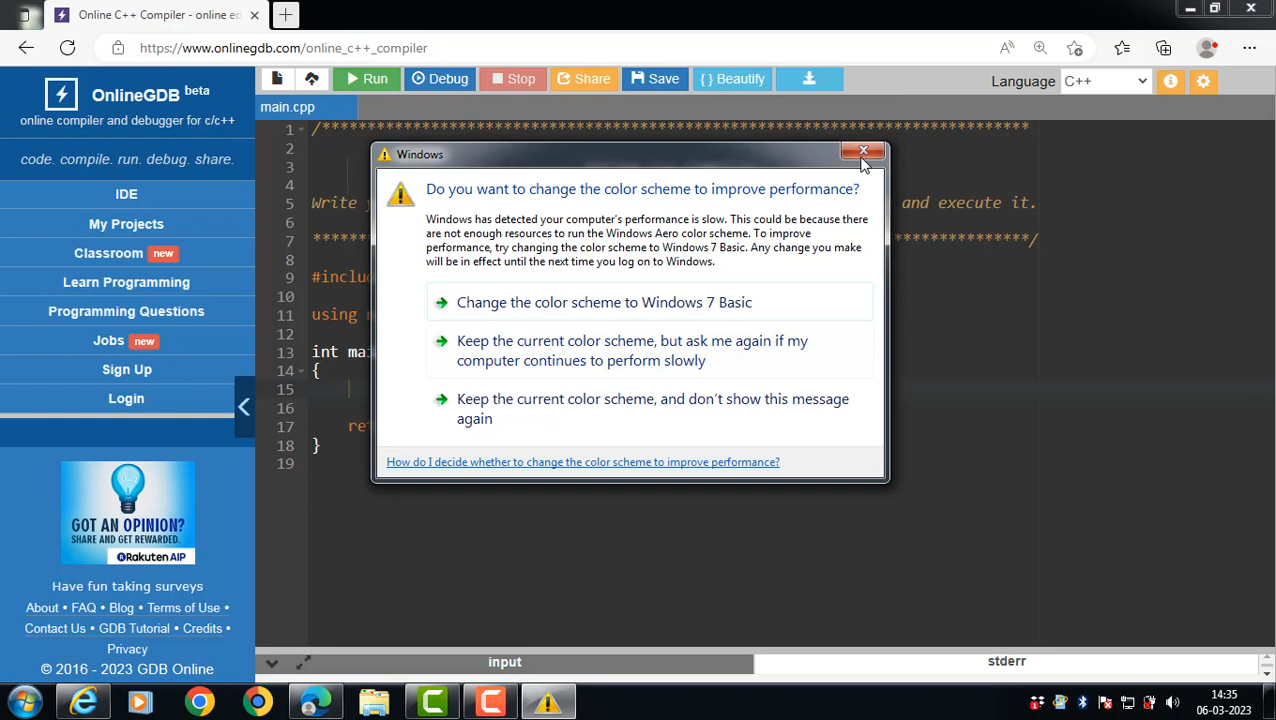 Online C++ Compiler - online edi
https://www.onlinegdb.com/online_c++_compiler
OnlineGDB beta
online compiler and debugger for c/c++
code. compile. run. debug. share.
IDE
My Projects
Classroom new
Learn Programming
Programming Questions
Jobs new
Sign Up
Login
GOT AN OPINION?
SHARE AND GET REWARDED.
Rakuten AIP
Have fun taking surveys
About • FAQ • Blog • Terms of Use •
Contact Us • GDB Tutorial • Credits •
Privacy
© 2016 - 2023 GDB Online
Run Debug Stop Share Save { } Beautify
Language C++
main.cpp
1 /******************************************************************************
2
3
4
5 Write and execute it.
6
7 *******************************************************************************/
8
9 #inclu
10
11 using
12
13 int mai
14 {
15
16
17 re
18 }
19
Windows
Do you want to change the color scheme to improve performance?
Windows has detected your computer's performance is slow. This could be because there
are not enough resources to run the Windows Aero color scheme. To improve
performance, try changing the color scheme to Windows 7 Basic. Any change you make
will be in effect until the next time you log on to Windows.
Change the color scheme to Windows 7 Basic
Keep the current color scheme, but ask me again if my
computer continues to perform slowly
Keep the current color scheme, and don't show this message
again
How do I decide whether to change the color scheme to improve performance?
input stderr
14:35
06-03-2023